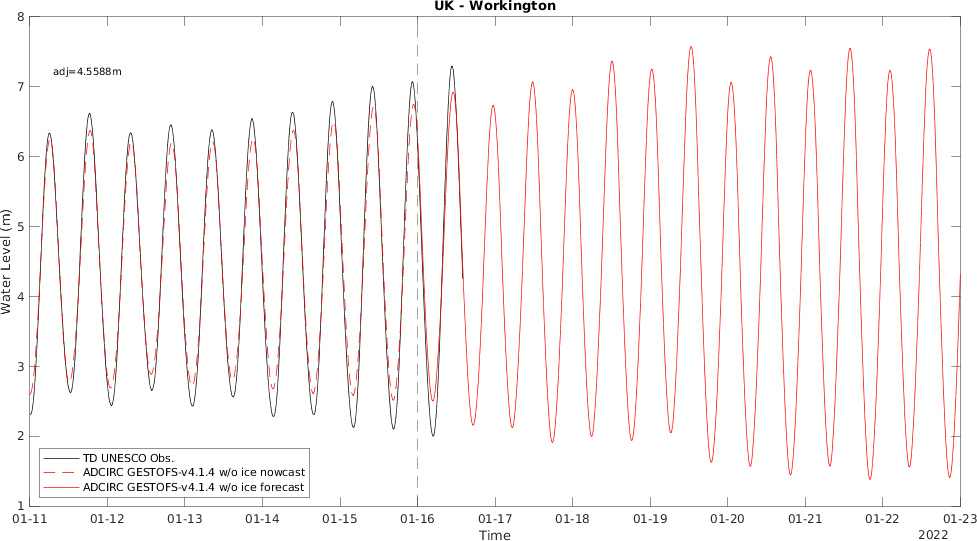 UK - Workington
8
7
6
5
4
3
2
1
Water Level (m)
adj=4.5588m
TD UNESCO Obs.
ADCIRC GESTOFS-v4.1.4 w/o ice nowcast
ADCIRC GESTOFS-v4.1.4 w/o ice forecast
01-11 01-12 01-13 01-14 01-15 01-16 01-17 01-18 01-19 01-20 01-21 01-22 01-23
Time
2022